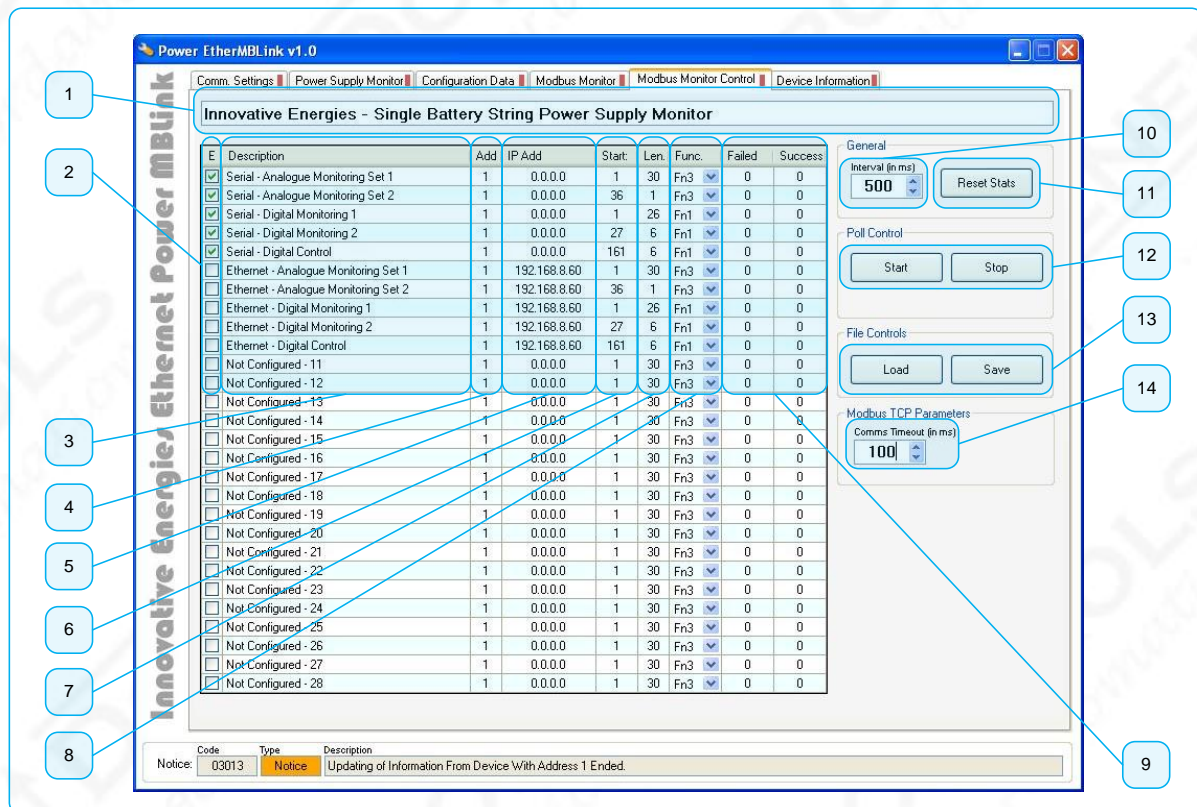 Power EtherMBLink v1.0
Innovative Energies Ethernet Power MBLink
Comm. Settings Power Supply Monitor Configuration Data Modbus Monitor Modbus Monitor Control Device Information
1
Innovative Energies - Single Battery String Power Supply Monitor
E Description Add IP Add Start: Len. Func. Failed Success
Serial - Analogue Monitoring Set 1 1 0.0.0.0 1 30 Fn3 0 0
Serial - Analogue Monitoring Set 2 1 0.0.0.0 36 1 Fn3 0 0
Serial - Digital Monitoring 1 1 0.0.0.0 1 26 Fn1 0 0
Serial - Digital Monitoring 2 1 0.0.0.0 27 6 Fn1 0 0
Serial - Digital Control 1 0.0.0.0 161 6 Fn1 0 0
Ethernet - Analogue Monitoring Set 1 1 192.168.8.60 1 30 Fn3 0 0
Ethernet - Analogue Monitoring Set 2 1 192.168.8.60 36 1 Fn3 0 0
Ethernet - Digital Monitoring 1 1 192.168.8.60 1 26 Fn1 0 0
Ethernet - Digital Monitoring 2 1 192.168.8.60 27 6 Fn1 0 0
Ethernet - Digital Control 1 192.168.8.60 161 6 Fn1 0 0
Not Configured - 11 1 0.0.0.0 1 30 Fn3 0 0
Not Configured - 12 1 0.0.0.0 1 30 Fn3 0 0
Not Configured - 13 1 0.0.0.0 1 30 Fn3 0 0
Not Configured - 14 1 0.0.0.0 1 30 Fn3 0 0
Not Configured - 15 1 0.0.0.0 1 30 Fn3 0 0
Not Configured - 16 1 0.0.0.0 1 30 Fn3 0 0
Not Configured - 17 1 0.0.0.0 1 30 Fn3 0 0
Not Configured - 18 1 0.0.0.0 1 30 Fn3 0 0
Not Configured - 19 1 0.0.0.0 1 30 Fn3 0 0
Not Configured - 20 1 0.0.0.0 1 30 Fn3 0 0
Not Configured - 21 1 0.0.0.0 1 30 Fn3 0 0
Not Configured - 22 1 0.0.0.0 1 30 Fn3 0 0
Not Configured - 23 1 0.0.0.0 1 30 Fn3 0 0
Not Configured - 24 1 0.0.0.0 1 30 Fn3 0 0
Not Configured - 25 1 0.0.0.0 1 30 Fn3 0 0
Not Configured - 26 1 0.0.0.0 1 30 Fn3 0 0
Not Configured - 27 1 0.0.0.0 1 30 Fn3 0 0
Not Configured - 28 1 0.0.0.0 1 30 Fn3 0 0
General
Interval (in ms)
500
Reset Stats
Poll Control
Start Stop
File Controls
Load Save
Modbus TCP Parameters
Comms Timeout (in ms)
100
2
3
4
5
6
7
8
9
10
11
12
13
14
Code Type Description
Notice: 03013 Notice Updating of Information From Device With Address 1 Ended.